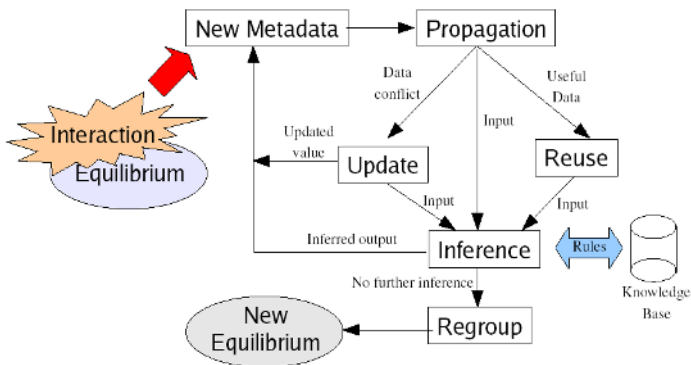 New Metadata
Propagation
Data
conflict
Useful
Data
Interaction
Equilibrium
Updated
value
Input
Update
Reuse
Input
Input
Inferred output
Inference
Rules
No further inference
Knowledge
Base
New
Equilibrium
Regroup